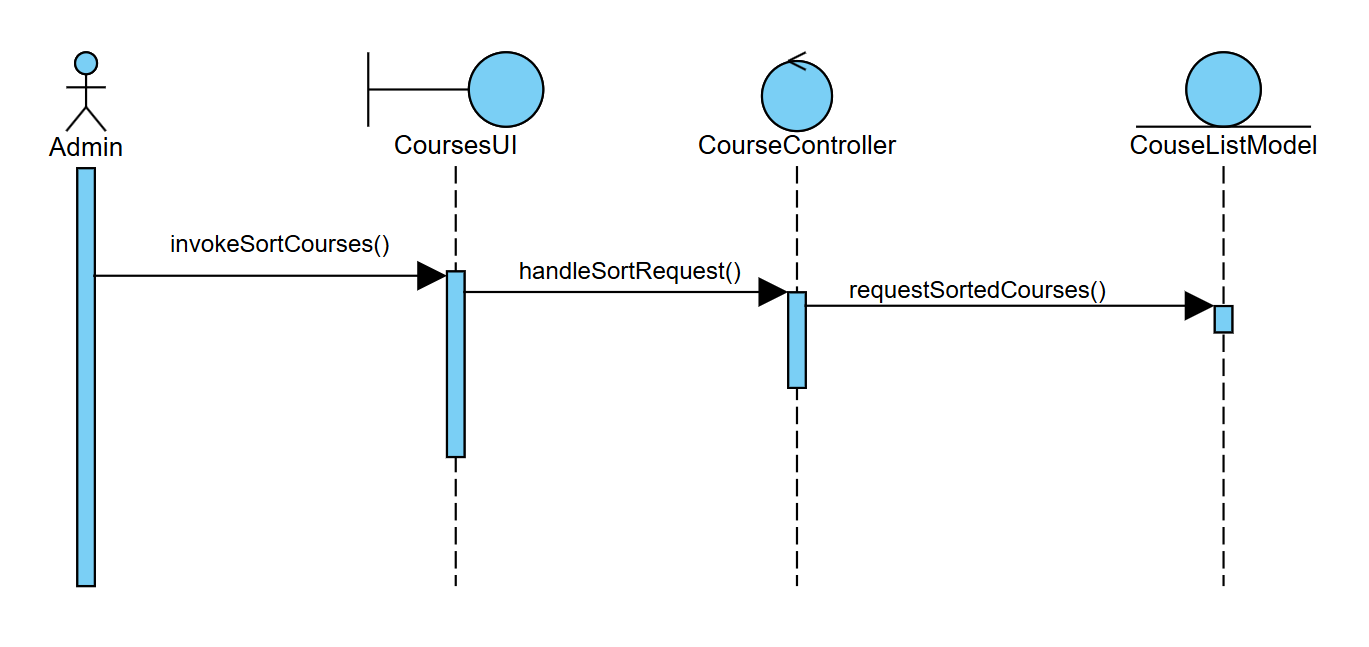 Admin
CoursesUI
CourseController
CouseListModel
invokeSortCourses()
handleSortRequest()
requestSortedCourses()